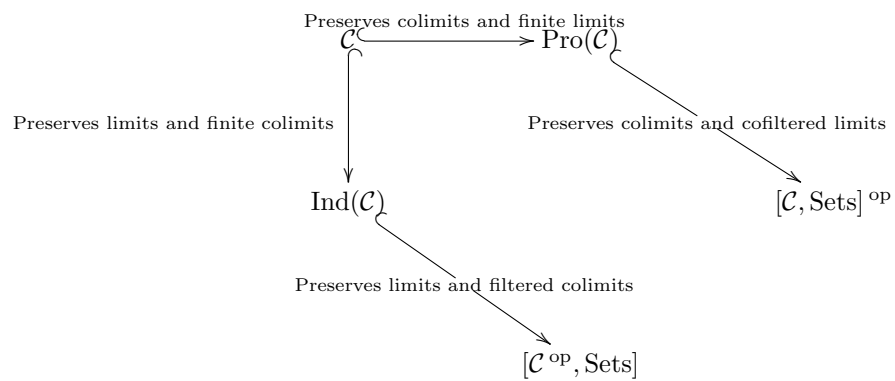 Preserves colimits and finite limits
𝒞 Pro(𝒞)
Preserves limits and finite colimits Preserves colimits and cofiltered limits
Ind(𝒞) [𝒞, Sets] op
Preserves limits and filtered colimits
[𝒞 op, Sets]